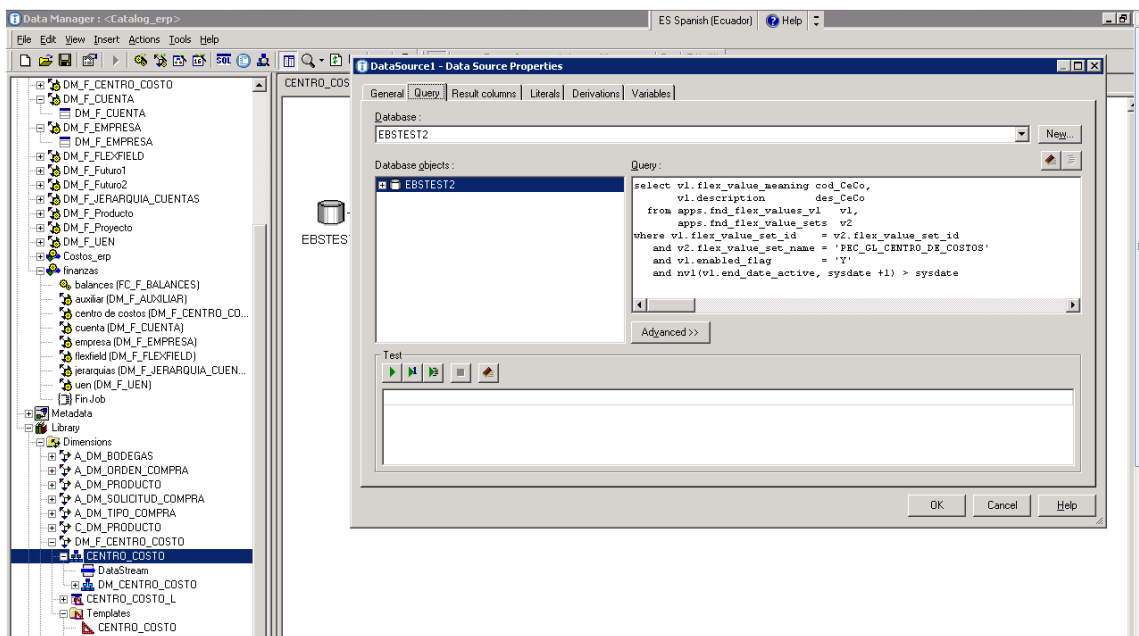 Data Manager : <Catalog_erp>
ES Spanish (Ecuador) Help
File Edit View Insert Actions Tools Help
SQL
DM_F_CENTRO_COSTO
DM_F_CUENTA
DM_F_CUENTA
DM_F_EMPRESA
DM_F_EMPRESA
DM_F_FLEXFIELD
DM_F_Futuro1
DM_F_Futuro2
DM_F_JERARQUIA_CUENTAS
DM_F_Producto
DM_F_Proyecto
DM_F_UEN
Costos_erp
finanzas
balances (FC_F_BALANCES)
auxiliar (DM_F_AUXILIAR)
centro de costos (DM_F_CENTRO_CO...
cuenta (DM_F_CUENTA)
empresa (DM_F_EMPRESA)
flexfield (DM_F_FLEXFIELD)
jerarquias (DM_F_JERARQUIA_CUEN...
uen (DM_F_UEN)
Fin Job
Metadata
Library
Dimensions
A_DM_BODEGAS
A_DM_ORDEN_COMPRA
A_DM_PRODUCTO
A_DM_SOLICITUD_COMPRA
A_DM_TIPO_COMPRA
C_DM_PRODUCTO
DM_F_CENTRO_COSTO
CENTRO_COSTO
DataStream
DM_CENTRO_COSTO
CENTRO_COSTO_L
Templates
CENTRO_COSTO
CENTRO_COS
EBSTES
DataSource1 - Data Source Properties
General Query Result columns Literals Derivations Variables
Database :
EBSTEST2
New...
Database objects :
EBSTEST2
Query :
select v1.flex_value_meaning cod_CeCo,
v1.description des_CeCo
from apps.fnd_flex_values_vl v1,
apps.fnd_flex_value_sets v2
where v1.flex_value_set_id = v2.flex_value_set_id
and v2.flex_value_set_name = 'PEC_GL_CENTRO_DE_COSTOS'
and v1.enabled_flag = 'Y'
and nvl(v1.end_date_active, sysdate +1) > sysdate
Advanced >>
Test
OK Cancel Help